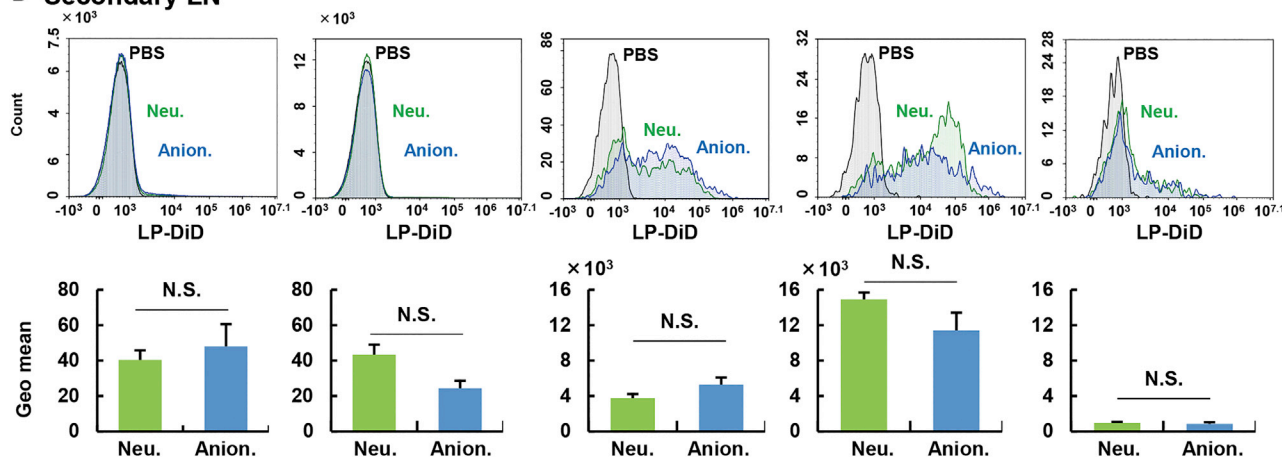 Secondary LN
×10³ ×10³
7.5 6 4 6 0 Count PBS Neu. Anion. -10³ 0 10³ 10⁴ 10⁵ 10⁶ 10⁷·¹ LP-DiD
12 8 4 0 PBS Neu. Anion. -10³ 0 10³ 10⁴ 10⁵ 10⁶ 10⁷·¹ LP-DiD
86 80 60 40 20 0 PBS Neu. Anion. -10³ 0 10³ 10⁴ 10⁵ 10⁶ 10⁷·¹ LP-DiD
32 24 16 8 0 PBS Neu. Anion. -10³ 0 10³ 10⁴ 10⁵ 10⁶ 10⁷·¹ LP-DiD
28 24 18 12 6 0 PBS Neu. Anion. -10³ 0 10³ 10⁴ 10⁵ 10⁶ 10⁷·¹ LP-DiD
Geo mean 80 60 40 20 0 N.S. Neu. Anion.
80 60 40 20 0 N.S. Neu. Anion.
×10³ 16 12 8 4 0 N.S. Neu. Anion.
×10³ 16 12 8 4 0 N.S. Neu. Anion.
16 12 8 4 0 N.S. Neu. Anion.